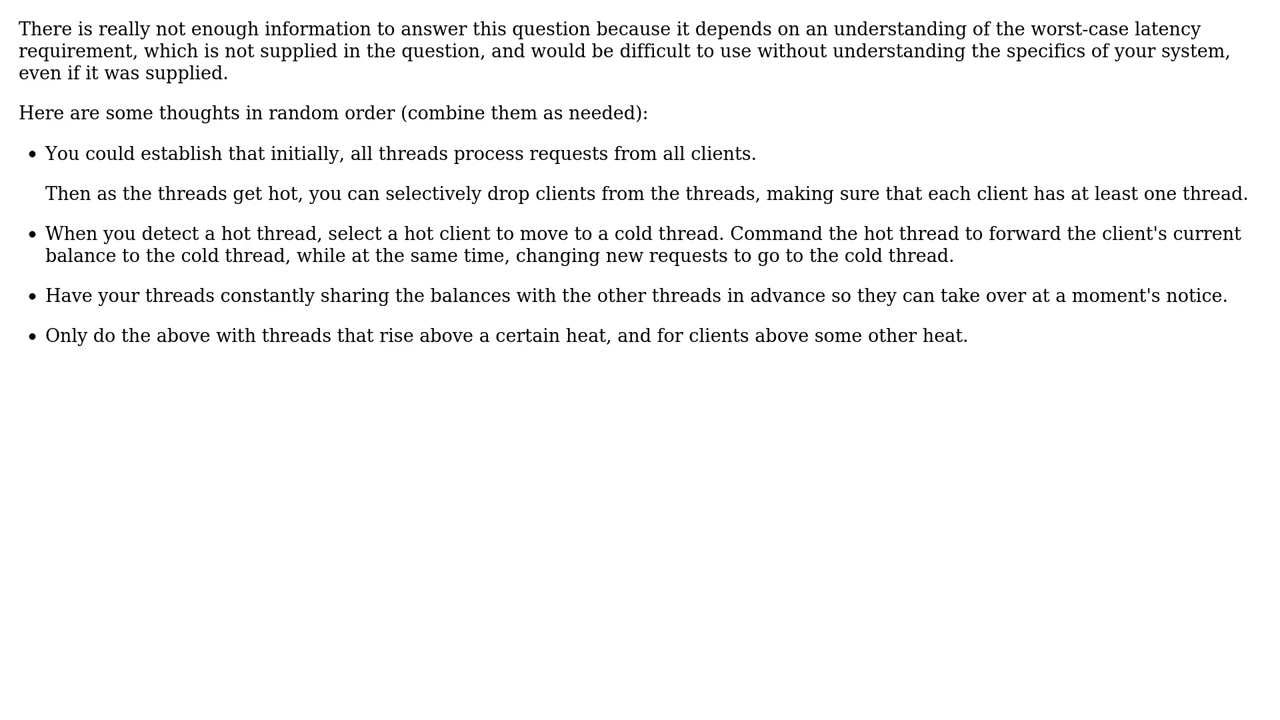 There is really not enough information to answer this question because it depends on an understanding of the worst-case latency
requirement, which is not supplied in the question, and would be difficult to use without understanding the specifics of your system,
even if it was supplied.
Here are some thoughts in random order (combine them as needed):
• You could establish that initially, all threads process requests from all clients.
Then as the threads get hot, you can selectively drop clients from the threads, making sure that each client has at least one thread.
• When you detect a hot thread, select a hot client to move to a cold thread. Command the hot thread to forward the client's current
balance to the cold thread, while at the same time, changing new requests to go to the cold thread.
• Have your threads constantly sharing the balances with the other threads in advance so they can take over at a moment's notice.
• Only do the above with threads that rise above a certain heat, and for clients above some other heat.